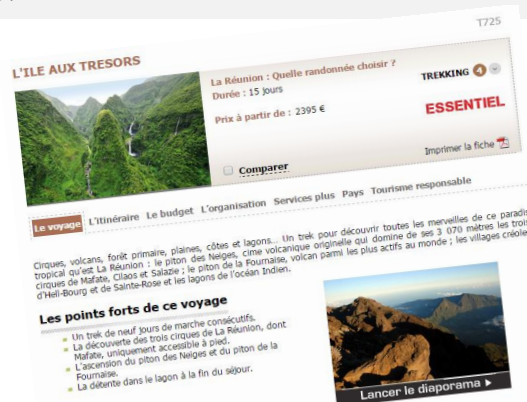 T725
L'ILE AUX TRESORS
La Réunion : Quelle randonnée choisir ?
Durée : 15 jours
TREKKING 4
Prix à partir de : 2395 €
ESSENTIEL
Comparer
Imprimer la fiche
Le voyage L'itinéraire Le budget L'organisation Services plus Pays Tourisme responsable
Cirques, volcans, forêt primaire, plaines, côtes et lagons... Un trek pour découvrir toutes les merveilles de ce paradis
tropical qu'est La Réunion : le piton des Neiges, cime volcanique originelle qui domine de ses 3 070 mètres les trois
cirques de Mafate, Cilaos et Salazie ; le piton de la Fournaise, volcan parmi les plus actifs au monde ; les villages créole
d'Hell-Bourg et de Sainte-Rose et les lagons de l'océan Indien.
Les points forts de ce voyage
Un trek de neuf jours de marche consécutifs.
La découverte des trois cirques de La Réunion, dont
Mafate, uniquement accessible à pied.
L'ascension du piton des Neiges et du piton de la
Fournaise.
La détente dans le lagon à la fin du séjour.
Lancer le diaporama